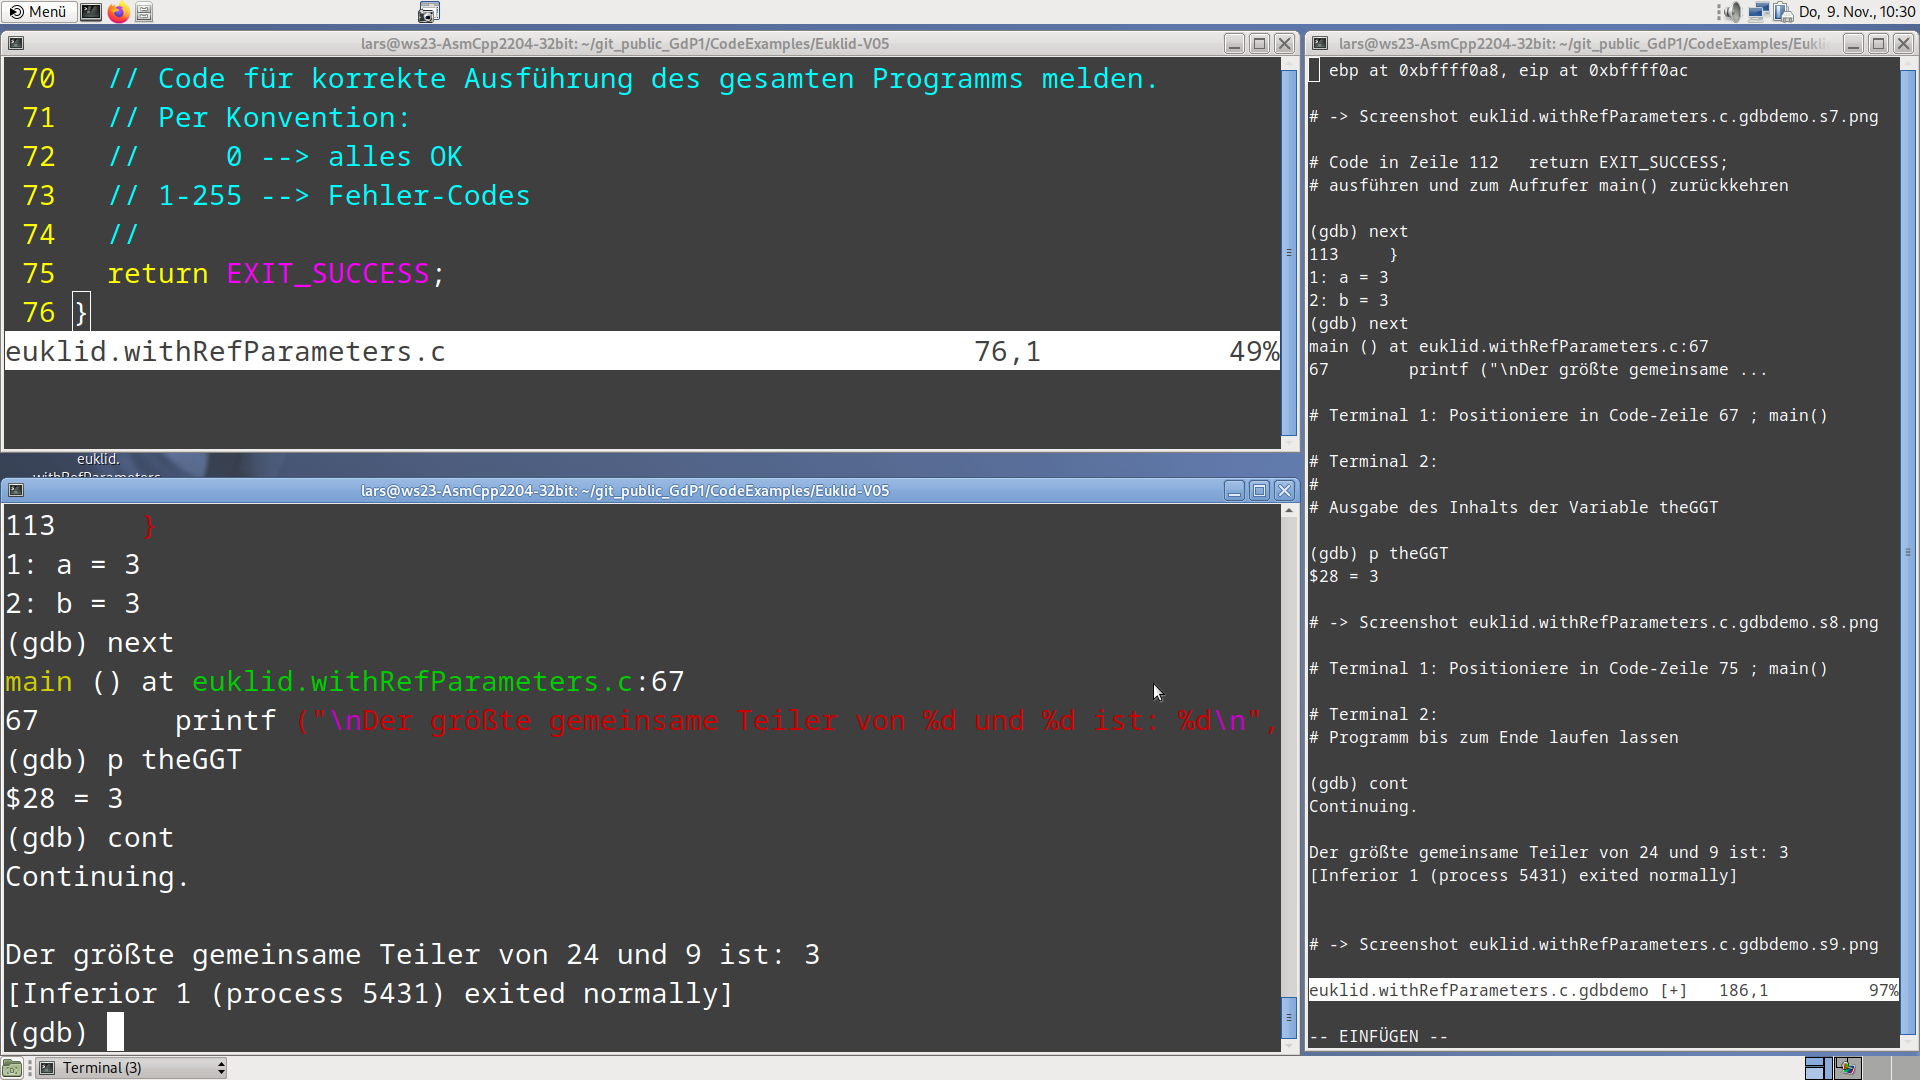 Menü
Do, 9. Nov., 10:30
lars@ws23-AsmCpp2204-32bit: ~/git_public_GdP1/CodeExamples/Euklid-V05
70   // Code für korrekte Ausführung des gesamten Programms melden.
71   // Per Konvention:
72   //     0 --> alles OK
73   // 1-255 --> Fehler-Codes
74   //
75   return EXIT_SUCCESS;
76 }
euklid.withRefParameters.c 76,1 49%
euklid.
withRefParameters
lars@ws23-AsmCpp2204-32bit: ~/git_public_GdP1/CodeExamples/Euklid-V05
113     }
1: a = 3
2: b = 3
(gdb) next
main () at euklid.withRefParameters.c:67
67        printf ("\nDer größte gemeinsame Teiler von %d und %d ist: %d\n",
(gdb) p theGGT
$28 = 3
(gdb) cont
Continuing.
Der größte gemeinsame Teiler von 24 und 9 ist: 3
[Inferior 1 (process 5431) exited normally]
(gdb)
lars@ws23-AsmCpp2204-32bit: ~/git_public_GdP1/CodeExamples/Eukl
ebp at 0xbffff0a8, eip at 0xbffff0ac
# -> Screenshot euklid.withRefParameters.c.gdbdemo.s7.png
# Code in Zeile 112   return EXIT_SUCCESS;
# ausführen und zum Aufrufer main() zurückkehren
(gdb) next
113     }
1: a = 3
2: b = 3
(gdb) next
main () at euklid.withRefParameters.c:67
67        printf ("\nDer größte gemeinsame ...
# Terminal 1: Positioniere in Code-Zeile 67 ; main()
# Terminal 2:
#
# Ausgabe des Inhalts der Variable theGGT
(gdb) p theGGT
$28 = 3
# -> Screenshot euklid.withRefParameters.c.gdbdemo.s8.png
# Terminal 1: Positioniere in Code-Zeile 75 ; main()
# Terminal 2:
# Programm bis zum Ende laufen lassen
(gdb) cont
Continuing.
Der größte gemeinsame Teiler von 24 und 9 ist: 3
[Inferior 1 (process 5431) exited normally]
# -> Screenshot euklid.withRefParameters.c.gdbdemo.s9.png
euklid.withRefParameters.c.gdbdemo [+]   186,1 97%
-- EINFÜGEN --
Terminal (3)